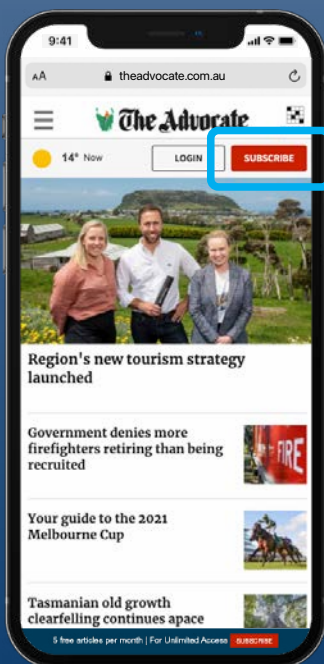 9:41
AA theadvocate.com.au
The Advocate
14° Now LOGIN SUBSCRIBE
Region's new tourism strategy
launched
Government denies more
firefighters retiring than being
recruited
FIRE
Your guide to the 2021
Melbourne Cup
Tasmanian old growth
clearfelling continues apace
5 free articles per month | For Unlimited Access SUBSCRIBE